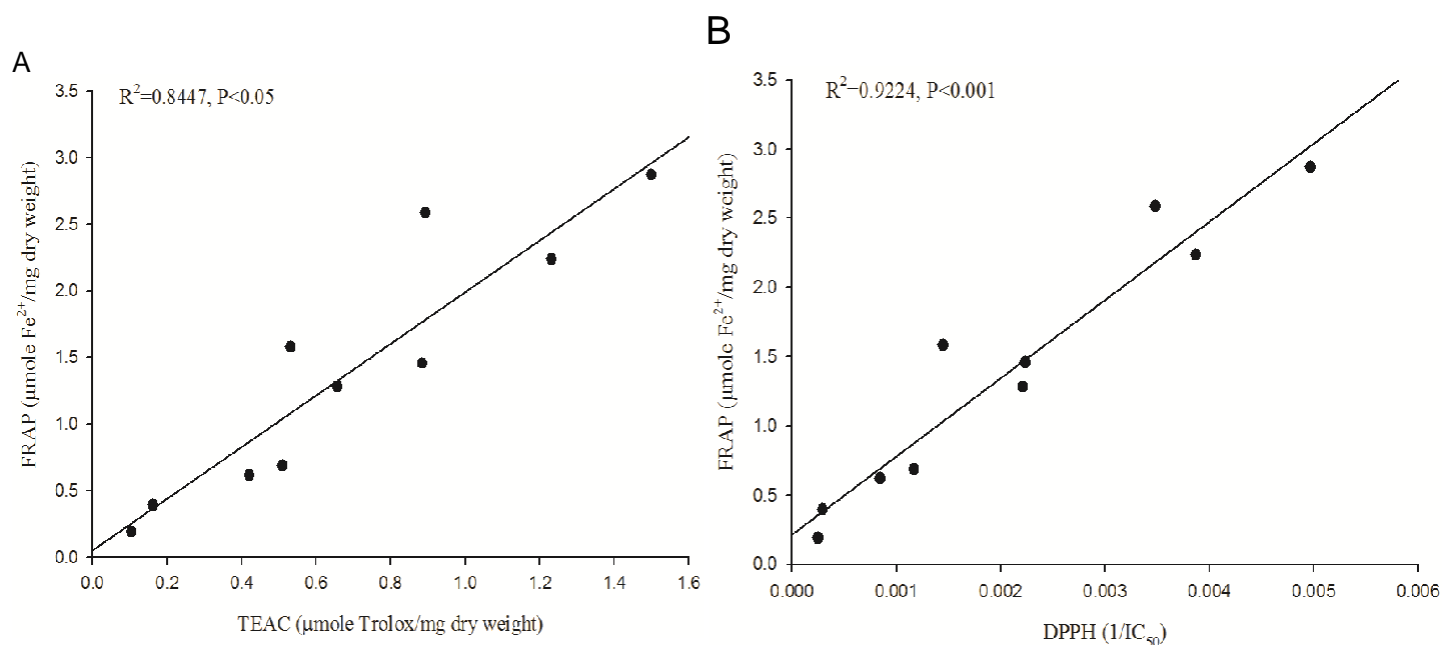 A
R²=0.8447, P<0.05
FRAP (µmole Fe²⁺/mg dry weight)
3.5
3.0
2.5
2.0
1.5
1.0
0.5
0.0
0.0 0.2 0.4 0.6 0.8 1.0 1.2 1.4 1.6
TEAC (µmole Trolox/mg dry weight)
B
R²=0.9224, P<0.001
FRAP (µmole Fe²⁺/mg dry weight)
3.5
3.0
2.5
2.0
1.5
1.0
0.5
0.0
0.000 0.001 0.002 0.003 0.004 0.005 0.006
DPPH (1/IC₅₀)